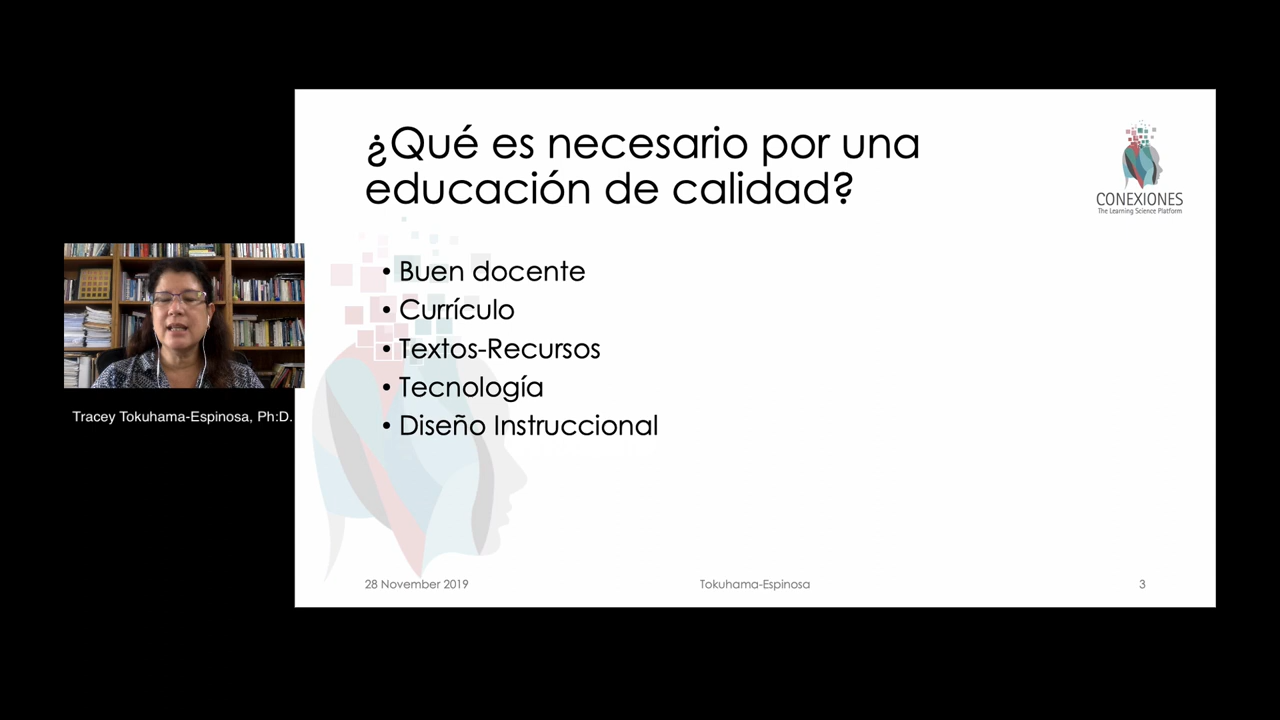 ¿Qué es necesario por una
educación de calidad?
CONEXIONES
The Learning Science Platform
• Buen docente
• Currículo
• Textos-Recursos
• Tecnología
• Diseño Instruccional
Tracey Tokuhama-Espinosa, Ph:D.
28 November 2019
Tokuhama-Espinosa
3